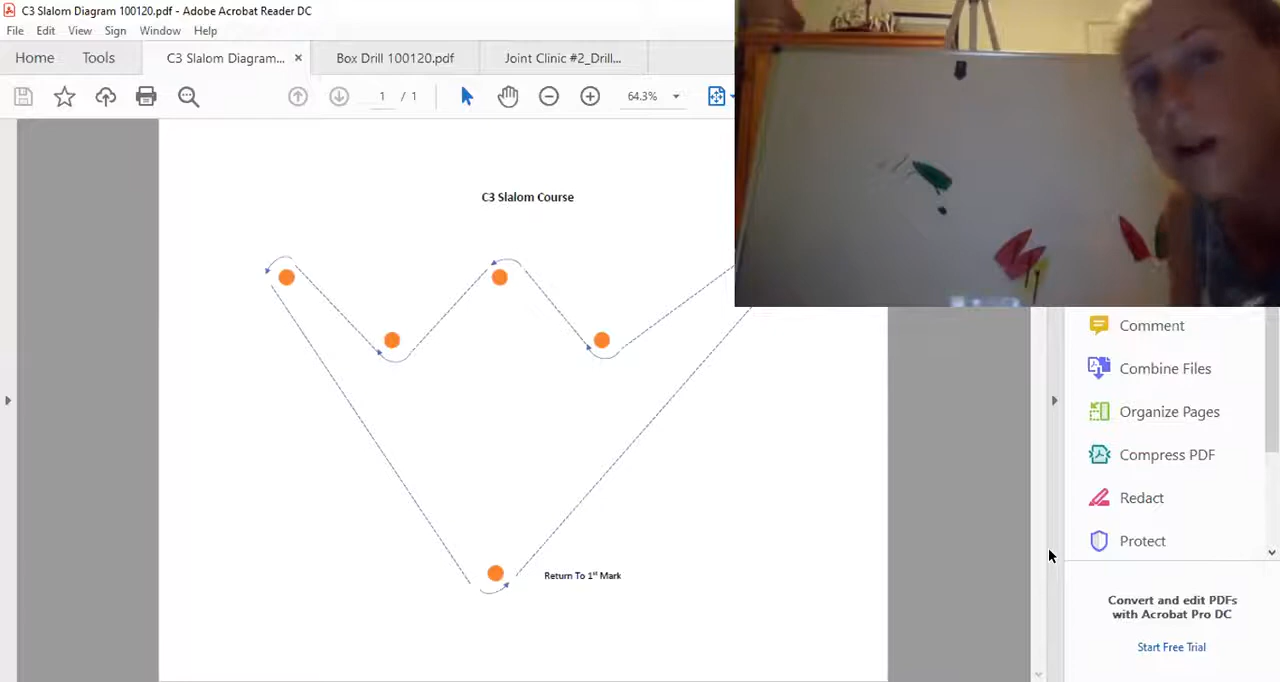 C3 Slalom Diagram 100120.pdf - Adobe Acrobat Reader DC
File Edit View Sign Window Help
Home Tools C3 Slalom Diagram... × Box Drill 100120.pdf Joint Clinic #2_Drill...
1 / 1 64.3%
C3 Slalom Course
Return To 1st Mark
Comment
Combine Files
Organize Pages
Compress PDF
Redact
Protect
Convert and edit PDFs
with Acrobat Pro DC
Start Free Trial